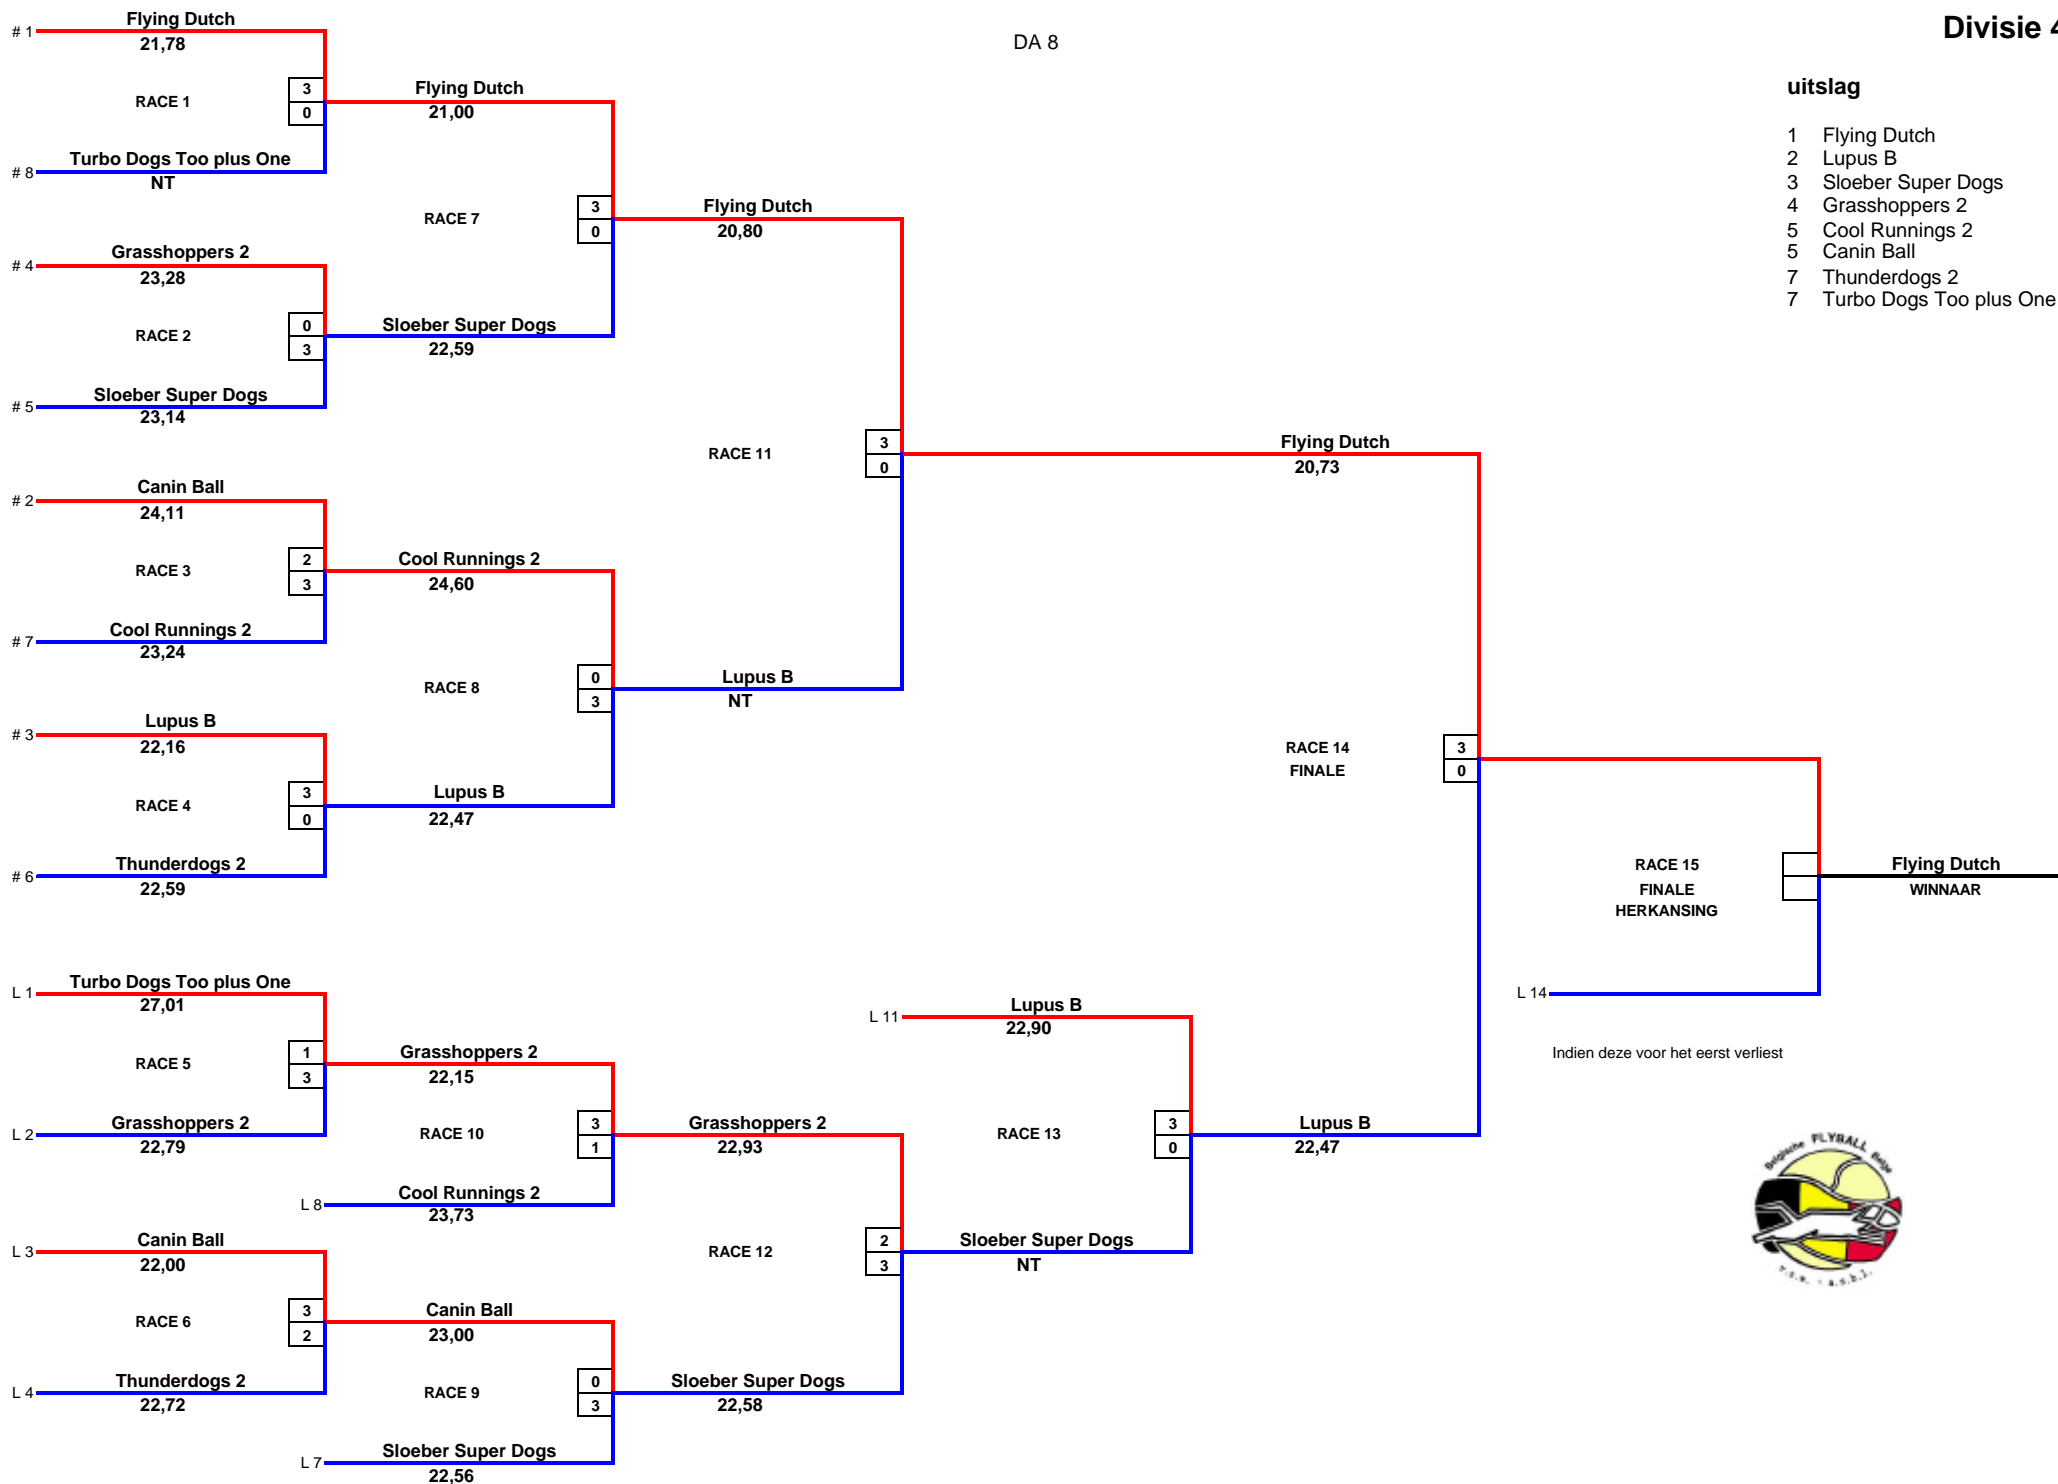 Divisie 4
DA 8
uitslag
1 Flying Dutch
2 Lupus B
3 Sloeber Super Dogs
4 Grasshoppers 2
5 Cool Runnings 2
5 Canin Ball
7 Thunderdogs 2
7 Turbo Dogs Too plus One
# 1
Flying Dutch
21,78
RACE 1
3
0
# 8
Turbo Dogs Too plus One
NT
# 4
Grasshoppers 2
23,28
RACE 2
0
3
# 5
Sloeber Super Dogs
23,14
# 2
Canin Ball
24,11
RACE 3
2
3
# 7
Cool Runnings 2
23,24
# 3
Lupus B
22,16
RACE 4
3
0
# 6
Thunderdogs 2
22,59
L 1
Turbo Dogs Too plus One
27,01
RACE 5
1
3
L 2
Grasshoppers 2
22,79
L 3
Canin Ball
22,00
RACE 6
3
2
L 4
Thunderdogs 2
22,72
Flying Dutch
21,00
RACE 7
3
0
Sloeber Super Dogs
22,59
Cool Runnings 2
24,60
RACE 8
0
3
Lupus B
22,47
Grasshoppers 2
22,15
RACE 10
3
1
L 8
Cool Runnings 2
23,73
Canin Ball
23,00
RACE 9
0
3
L 7
Sloeber Super Dogs
22,56
Flying Dutch
20,80
RACE 11
3
0
Lupus B
NT
Grasshoppers 2
22,93
RACE 12
2
3
Sloeber Super Dogs
22,58
L 11
Lupus B
22,90
RACE 13
3
0
Sloeber Super Dogs
NT
Flying Dutch
20,73
RACE 14
FINALE
3
0
Lupus B
22,47
RACE 15
FINALE
HERKANSING
L 14
Indien deze voor het eerst verliest
Flying Dutch
WINNAAR
Belgische FLYBALL Belge
v.z.w. - a.s.b.l.